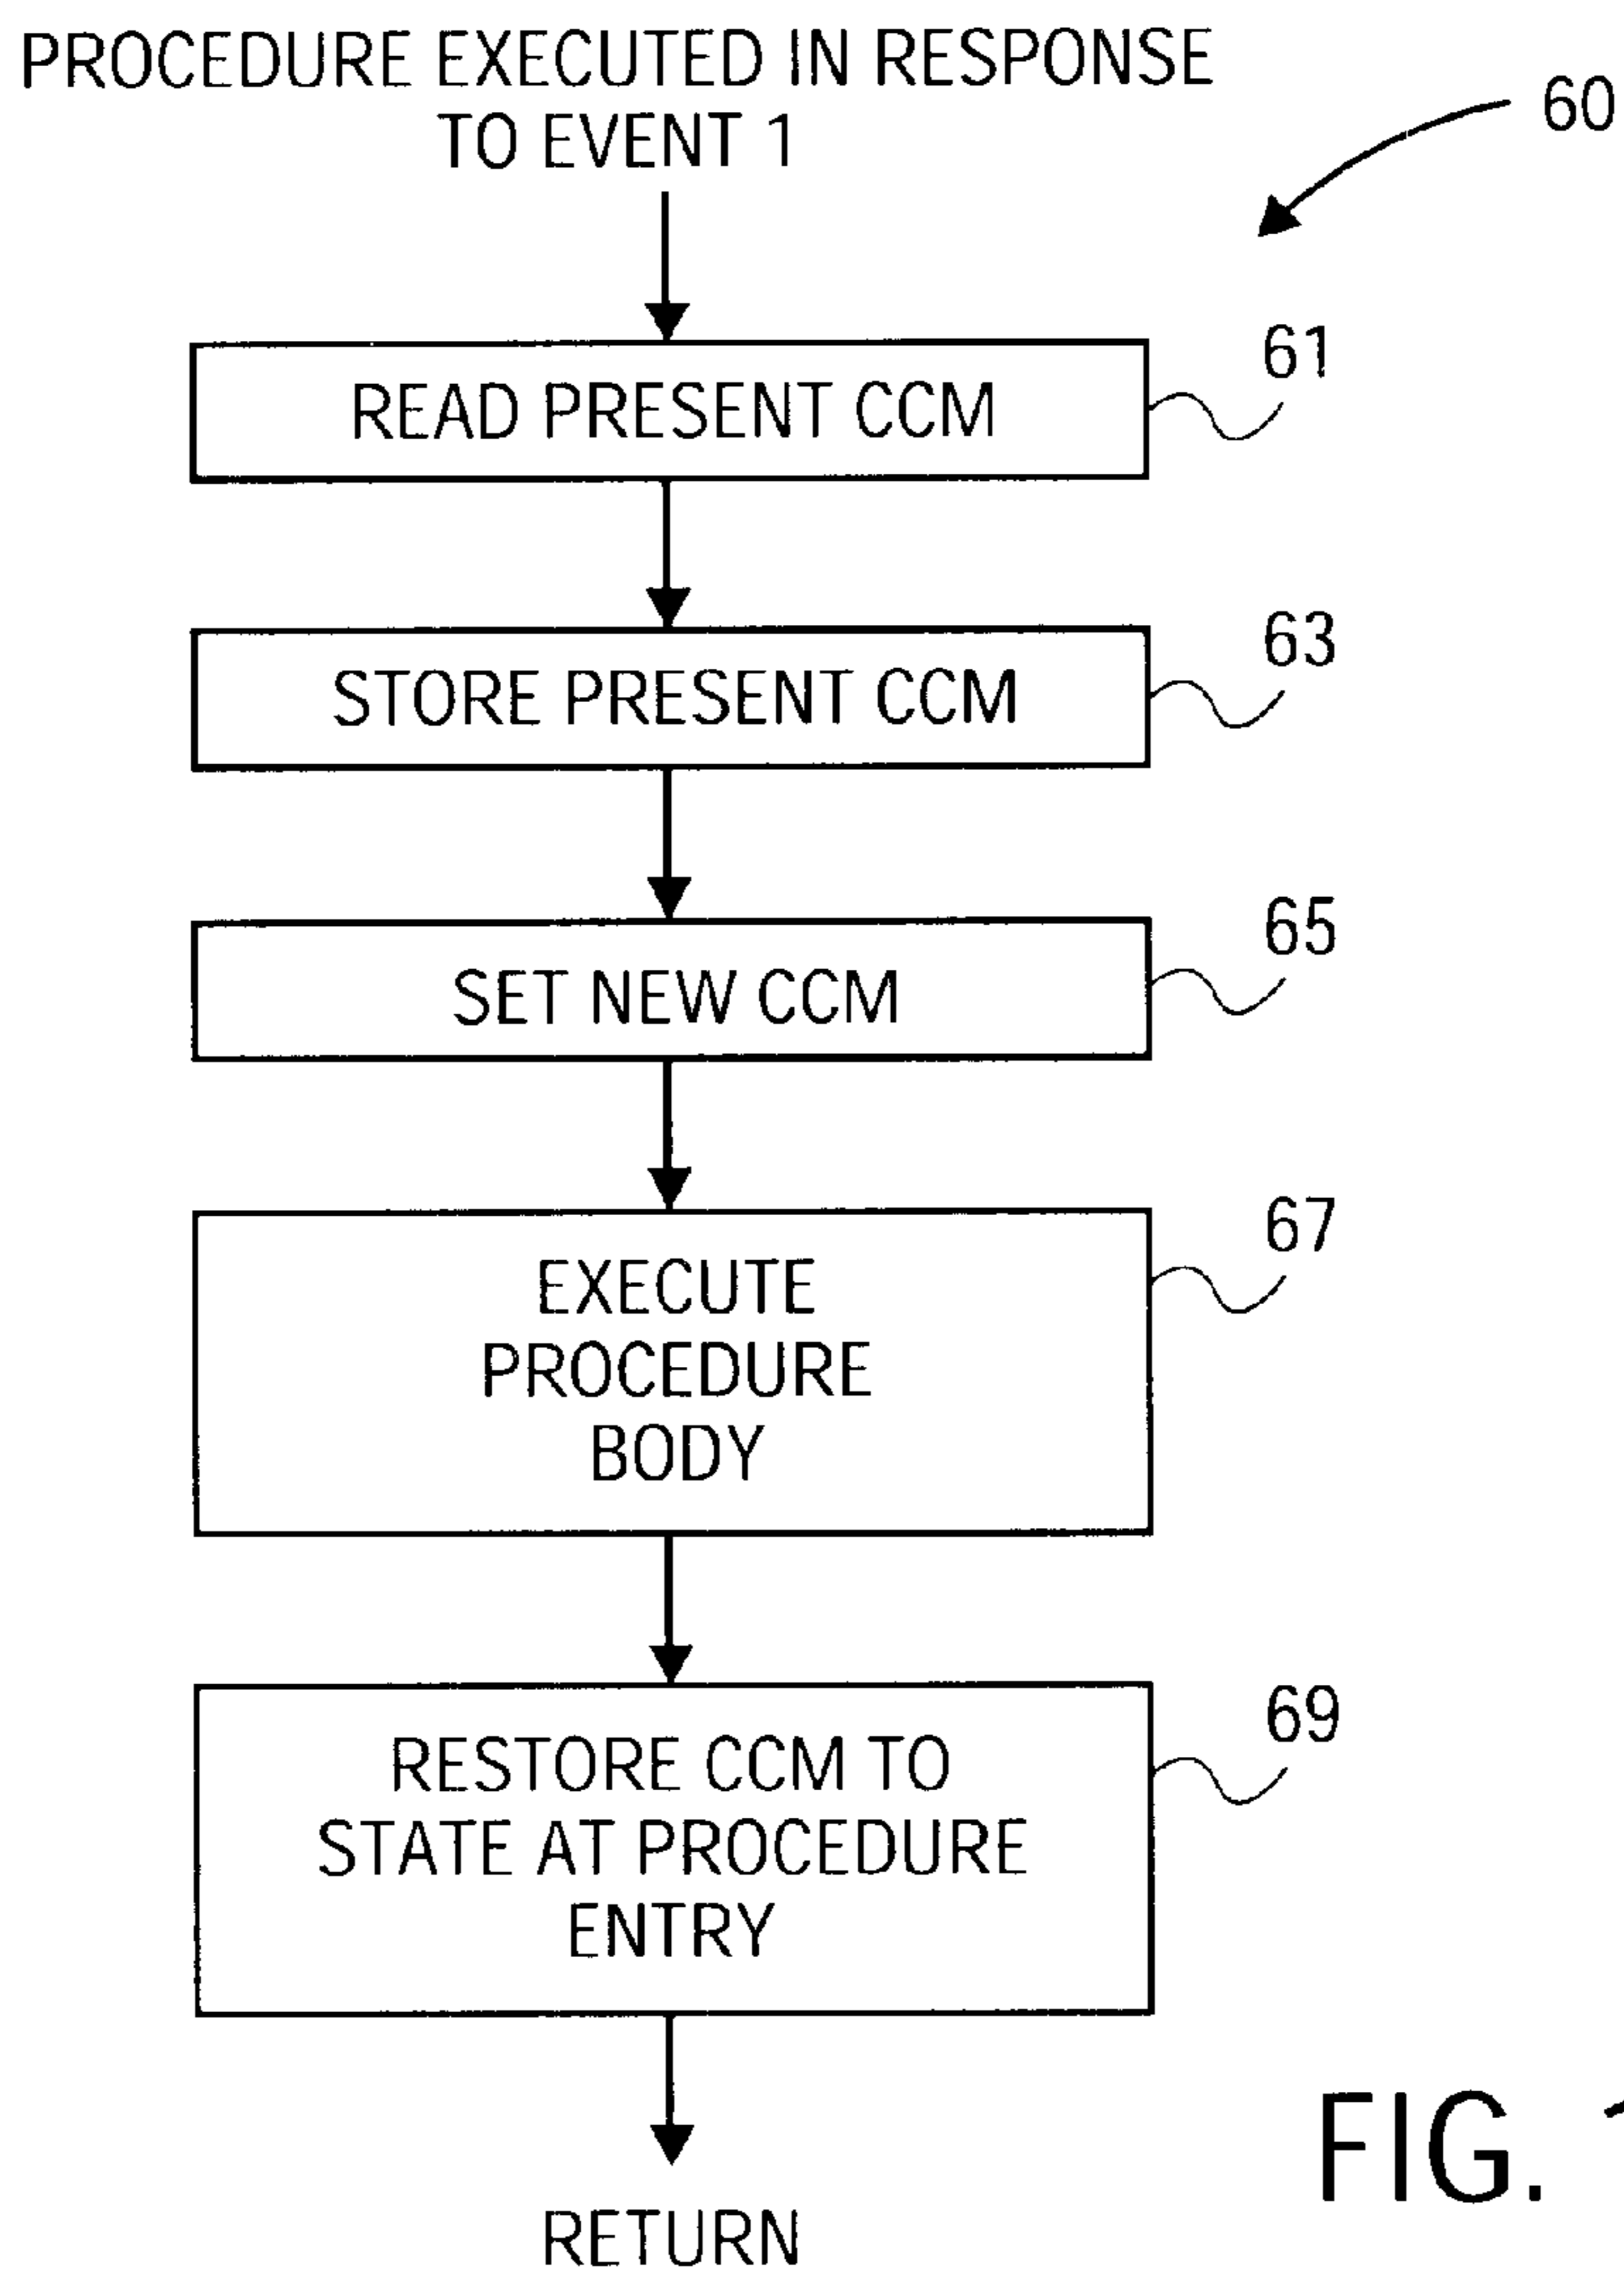 PROCEDURE EXECUTED IN RESPONSE
TO EVENT 1
60
READ PRESENT CCM
61
STORE PRESENT CCM
63
SET NEW CCM
65
EXECUTE
PROCEDURE
BODY
67
RESTORE CCM TO
STATE AT PROCEDURE
ENTRY
69
RETURN
FIG.